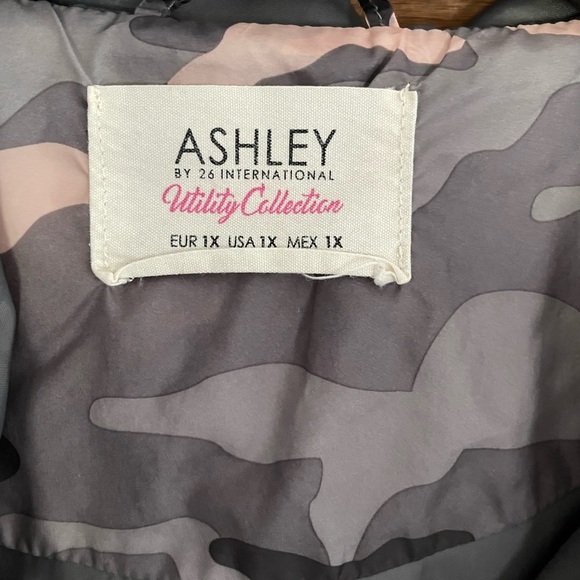 ASHLEY
BY 26 INTERNATIONAL
Utility Collection
EUR 1X USA 1X MEX 1X